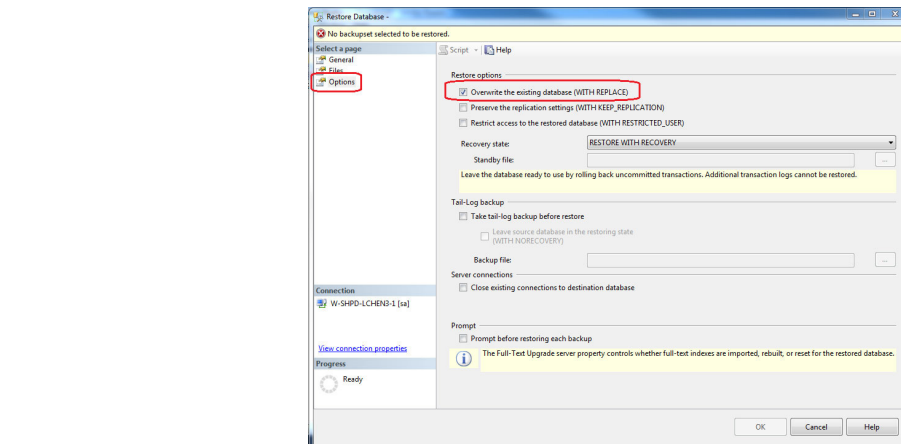 Restore Database -
No backupset selected to be restored.
Select a page
General
Files
Options
Script
Help
Restore options
Overwrite the existing database (WITH REPLACE)
Preserve the replication settings (WITH KEEP_REPLICATION)
Restrict access to the restored database (WITH RESTRICTED_USER)
Recovery state:
RESTORE WITH RECOVERY
Standby file:
...
Leave the database ready to use by rolling back uncommitted transactions. Additional transaction logs cannot be restored.
Tail-Log backup
Take tail-log backup before restore
Leave source database in the restoring state
(WITH NORECOVERY)
Backup file:
...
Server connections
Close existing connections to destination database
Connection
W-SHPD-LCHEN3-1 [sa]
View connection properties
Progress
Ready
Prompt
Prompt before restoring each backup
The Full-Text Upgrade server property controls whether full-text indexes are imported, rebuilt, or reset for the restored database.
OK
Cancel
Help